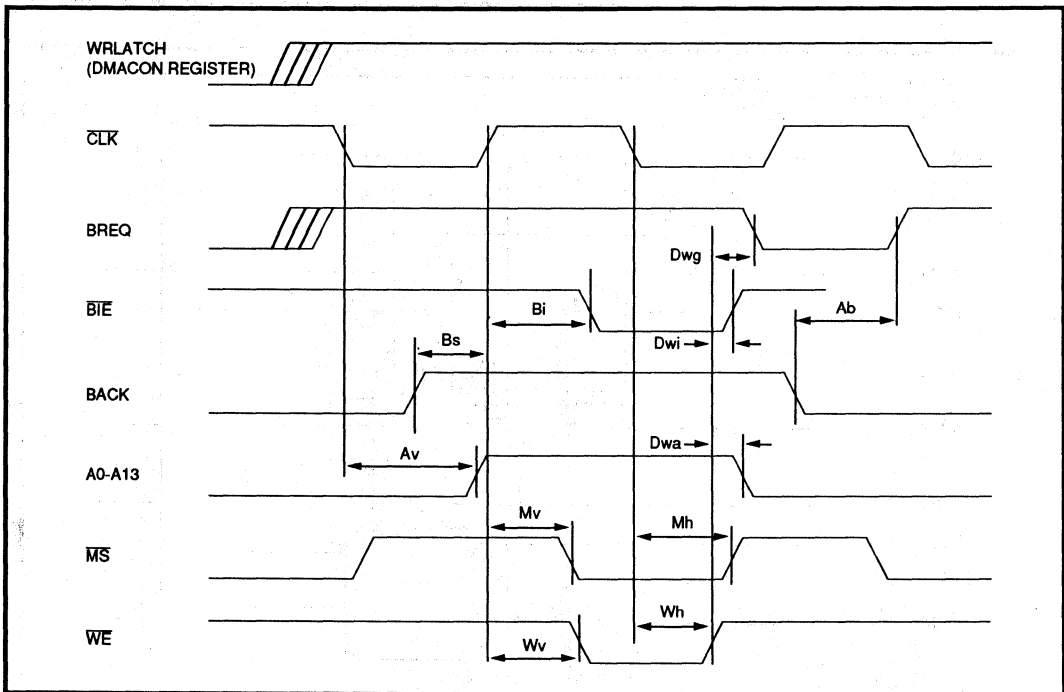 WRLATCH
(DMACON REGISTER)
CLK
BREQ
Dwg
BIE
Bi
Ab
Bs
Dwi
BACK
Dwa
Av
A0-A13
Mv
Mh
MS
Wh
WE
Wv